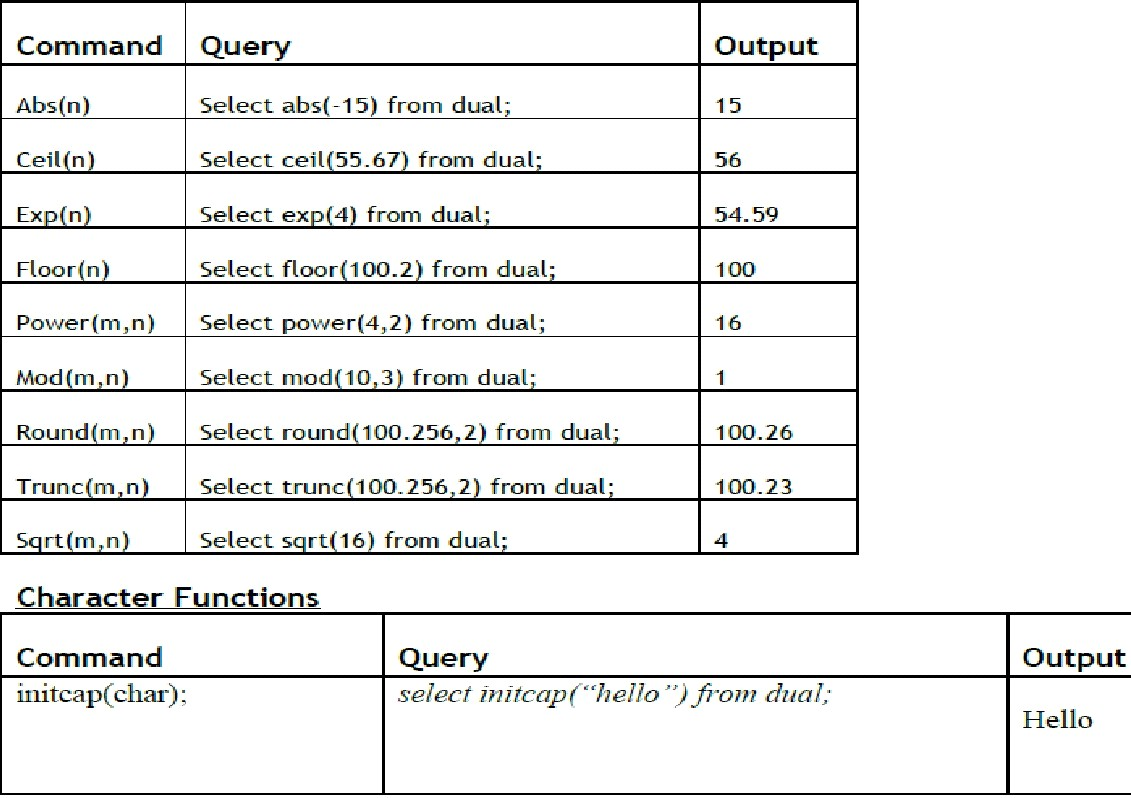 Command Query Output
Abs(n) Select abs(-15) from dual; 15
Ceil(n) Select ceil(55.67) from dual; 56
Exp(n) Select exp(4) from dual; 54.59
Floor(n) Select floor(100.2) from dual; 100
Power(m,n) Select power(4,2) from dual; 16
Mod(m,n) Select mod(10,3) from dual; 1
Round(m,n) Select round(100.256,2) from dual; 100.26
Trunc(m,n) Select trunc(100.256,2) from dual; 100.23
Sqrt(m,n) Select sqrt(16) from dual; 4
Character Functions
Command Query Output
initcap(char); select initcap(“hello”) from dual;
Hello